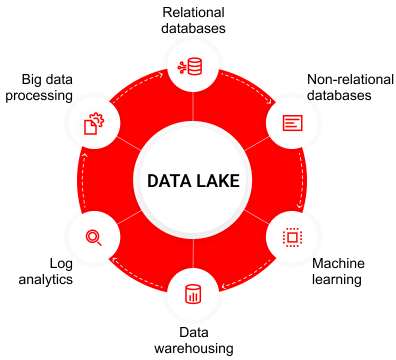 Relational
databases
Big data
processing
Non-relational
databases
DATA LAKE
Log
analytics
Machine
learning
Data
warehousing